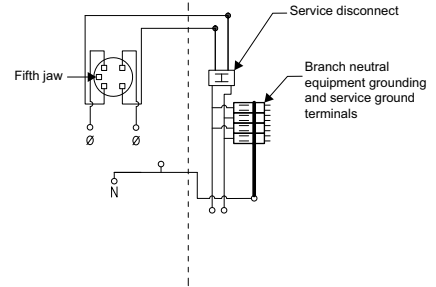 Service disconnect
Fifth jaw
Branch neutral
equipment grounding
and service ground
terminals
Ø Ø
N